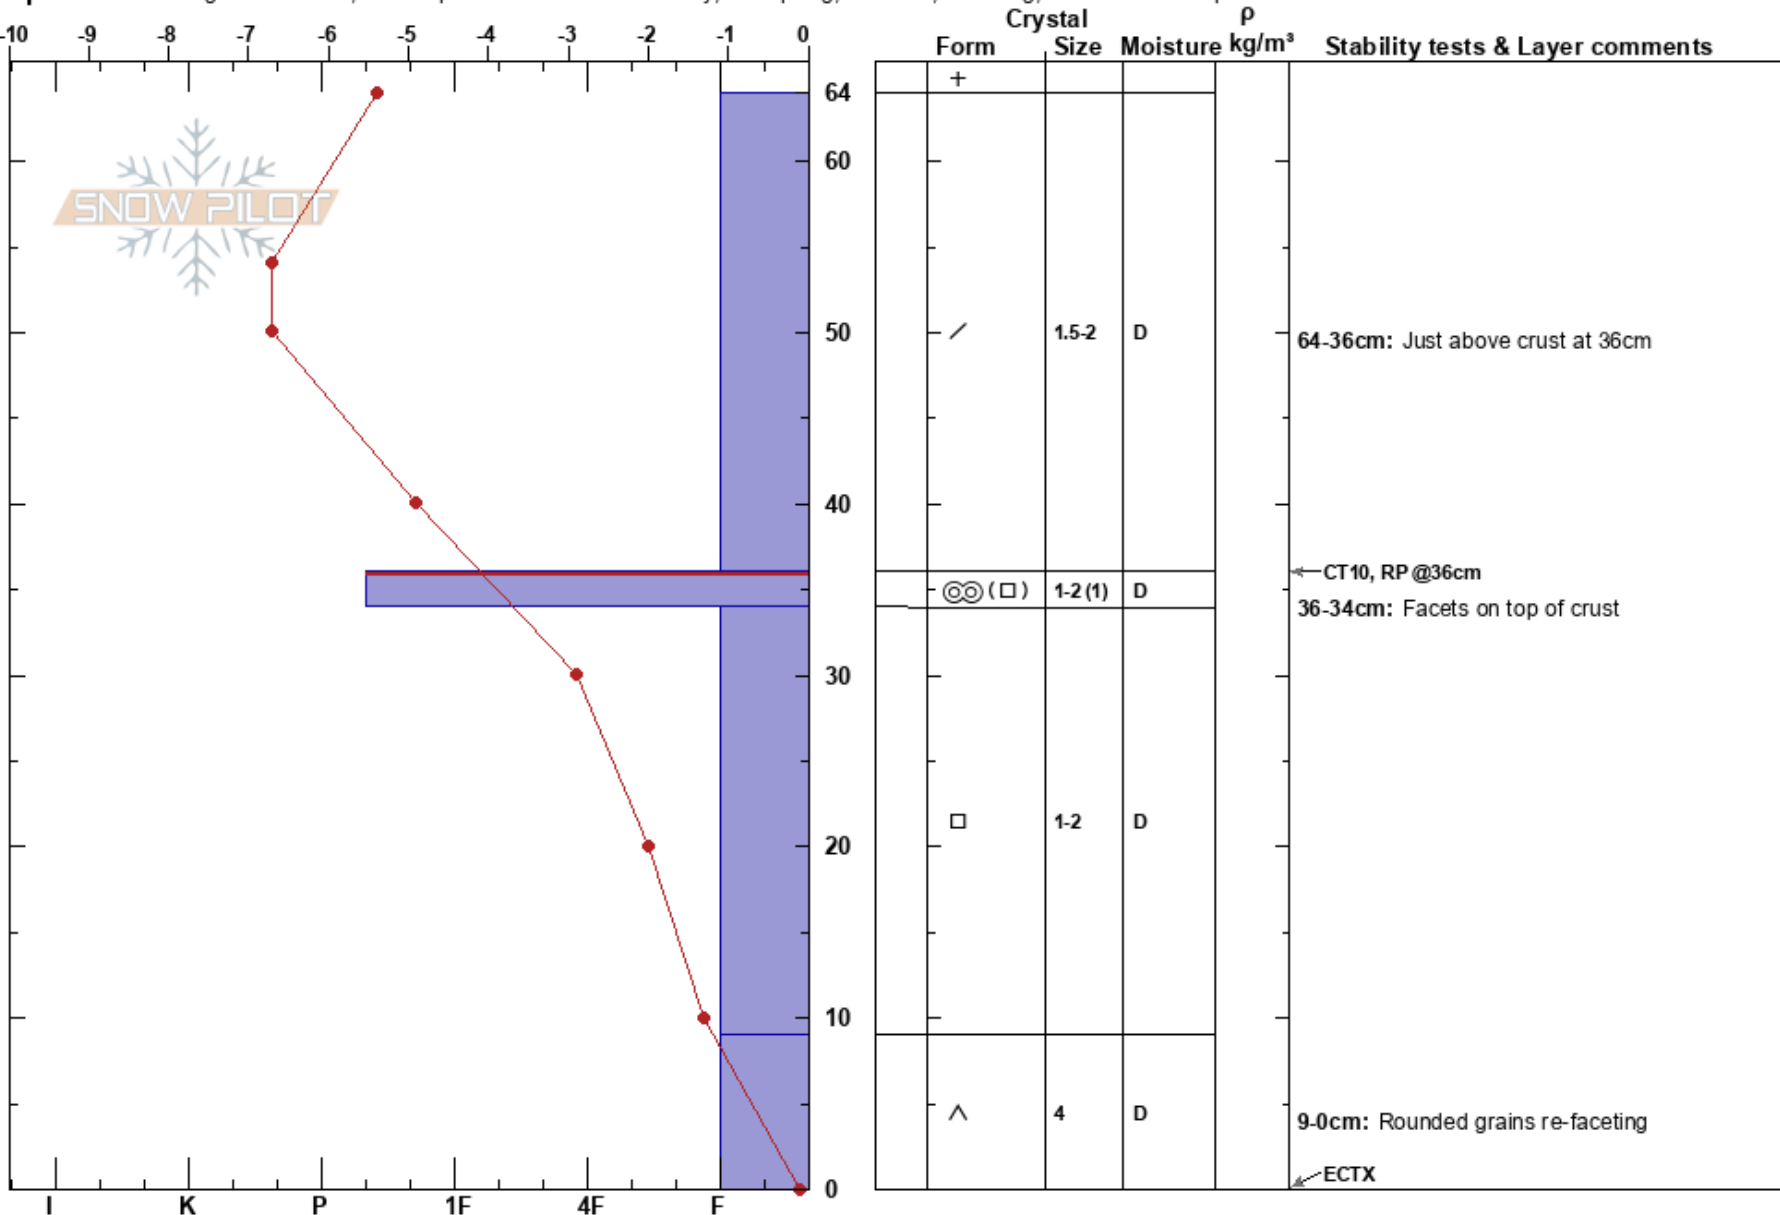 Crystal ρ
-10 -9 -8 -7 -6 -5 -4 -3 -2 -1 0 Form Size Moisture kg/m³ Stability tests & Layer comments
+
64
SNOW PILOT
60
50 / 1.5-2 D 64-36cm: Just above crust at 36cm
40
CT10, RP @36cm
1-2 (1) D
36-34cm: Facets on top of crust
30
1-2 D
20
10
4 D 9-0cm: Rounded grains re-faceting
ECTX
0
I K P 1F 4F F